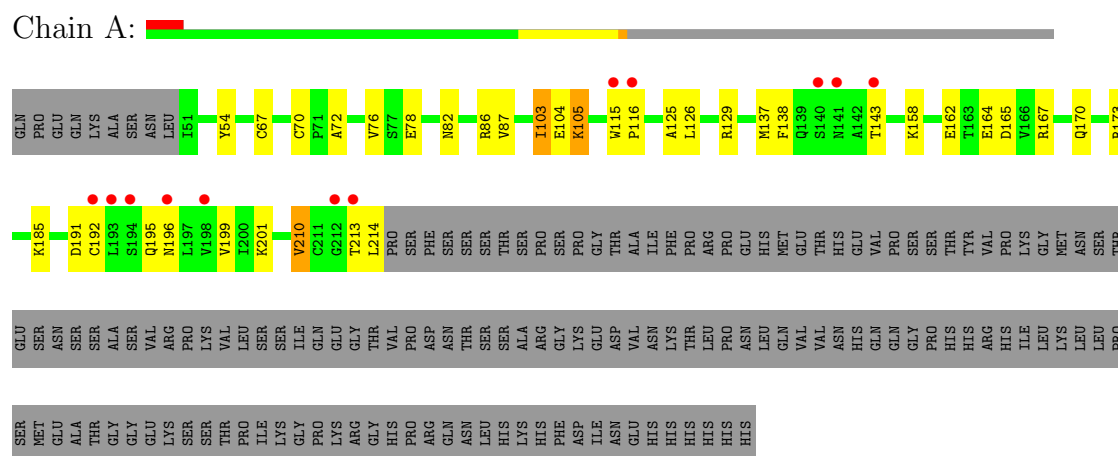 Chain A:
GLN PRO GLU GLN LYS ALA SER ASN LEU I51 Y54 C67 C70 P71 A72 V76 S77 E78 N82 R86 V87 I103 E104 K105 W115 P116 A125 L126 R129 M137 F138 Q139 S140 N141 A142 T143 K158 E162 T163 E164 D165 V166 R167 Q170 R173
K185 D191 C192 L193 S194 Q195 N196 L197 V198 V199 I200 K201 V210 C211 G212 T213 L214 PRO SER PHE SER SER SER THR SER PRO SER PRO GLY THR ALA ILE PHE PRO ARG PRO GLU HIS MET GLU THR HIS GLU VAL PRO SER SER THR TYR VAL PRO LYS GLY MET ASN SER THR
GLU SER ASN SER SER ALA SER VAL ARG PRO LYS VAL LEU SER SER ILE GLN GLU GLY THR VAL PRO ASP ASN THR SER SER ALA ARG GLY LYS GLU ASP VAL ASN LYS THR LEU PRO ASN LEU GLN VAL VAL ASN HIS GLN GLN GLY PRO HIS HIS ARG HIS ILE LEU LYS LEU LEU PRO
SER MET GLU ALA THR GLY GLY GLU LYS SER SER THR PRO ILE LYS GLY PRO LYS ARG GLY HIS PRO ARG GLN ASN LEU HIS LYS HIS PHE ASP ILE ASN GLU HIS HIS HIS HIS HIS HIS